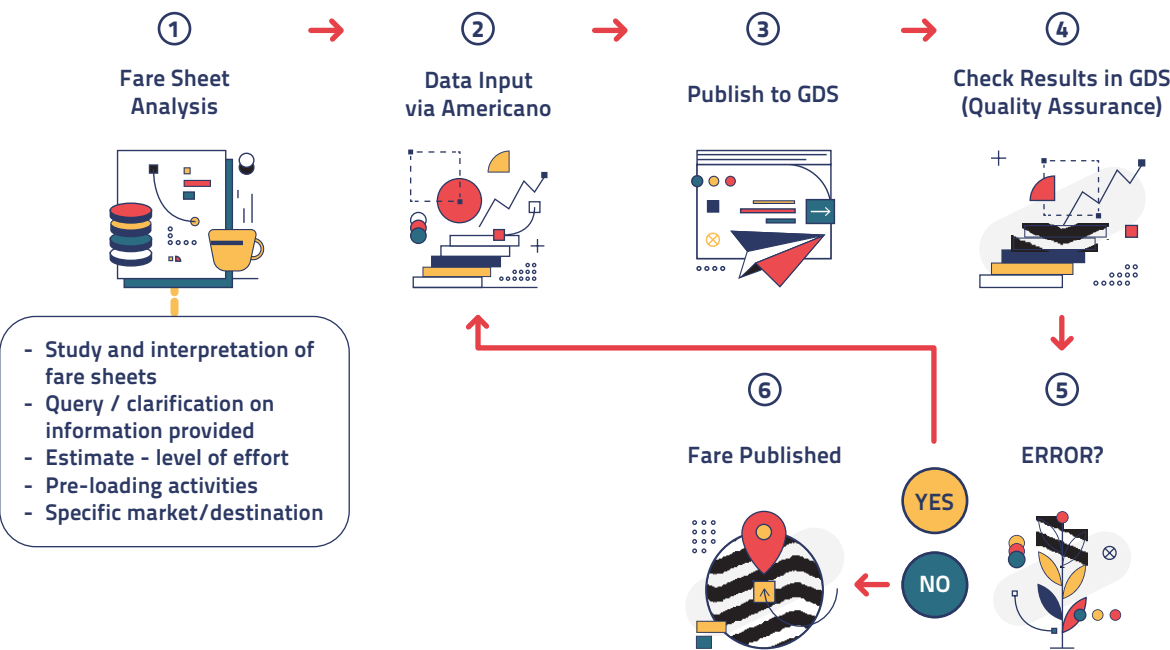 1
Fare Sheet
Analysis
2
Data Input
via Americano
3
Publish to GDS
4
Check Results in GDS
(Quality Assurance)
- Study and interpretation of
fare sheets
- Query / clarification on
information provided
- Estimate - level of effort
- Pre-loading activities
- Specific market/destination
5
ERROR?
YES
NO
6
Fare Published